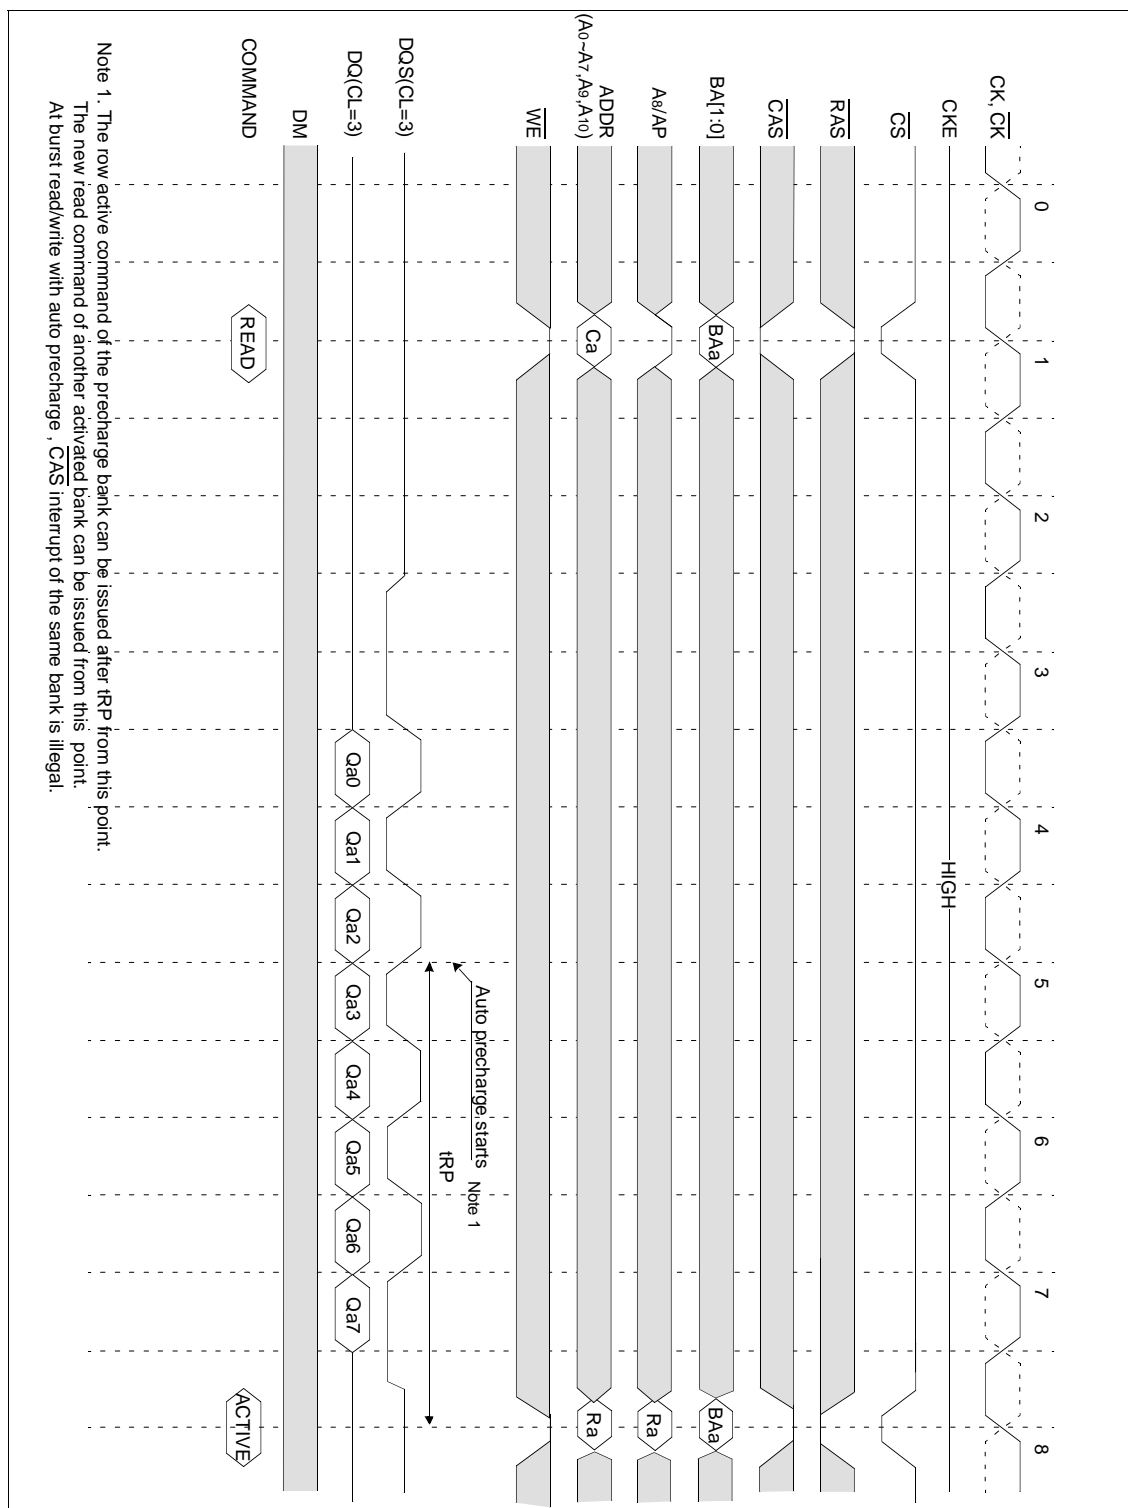 0 1 2 3 4 5 6 7 8
CK, CK
CKE HIGH
CS
RAS
CAS
BA[1:0] BAa BAa
A8/AP Ra
ADDR
(A0~A7,A9,A10) Ca Ra
WE
Auto precharge starts Note 1
tRP
DQS(CL=3)
DQ(CL=3) Qa0 Qa1 Qa2 Qa3 Qa4 Qa5 Qa6 Qa7
DM
COMMAND READ ACTIVE
Note 1. The row active command of the precharge bank can be issued after tRP from this point.
The new read command of another activated bank can be issued from this point.
At burst read/write with auto precharge , CAS interrupt of the same bank is illegal.